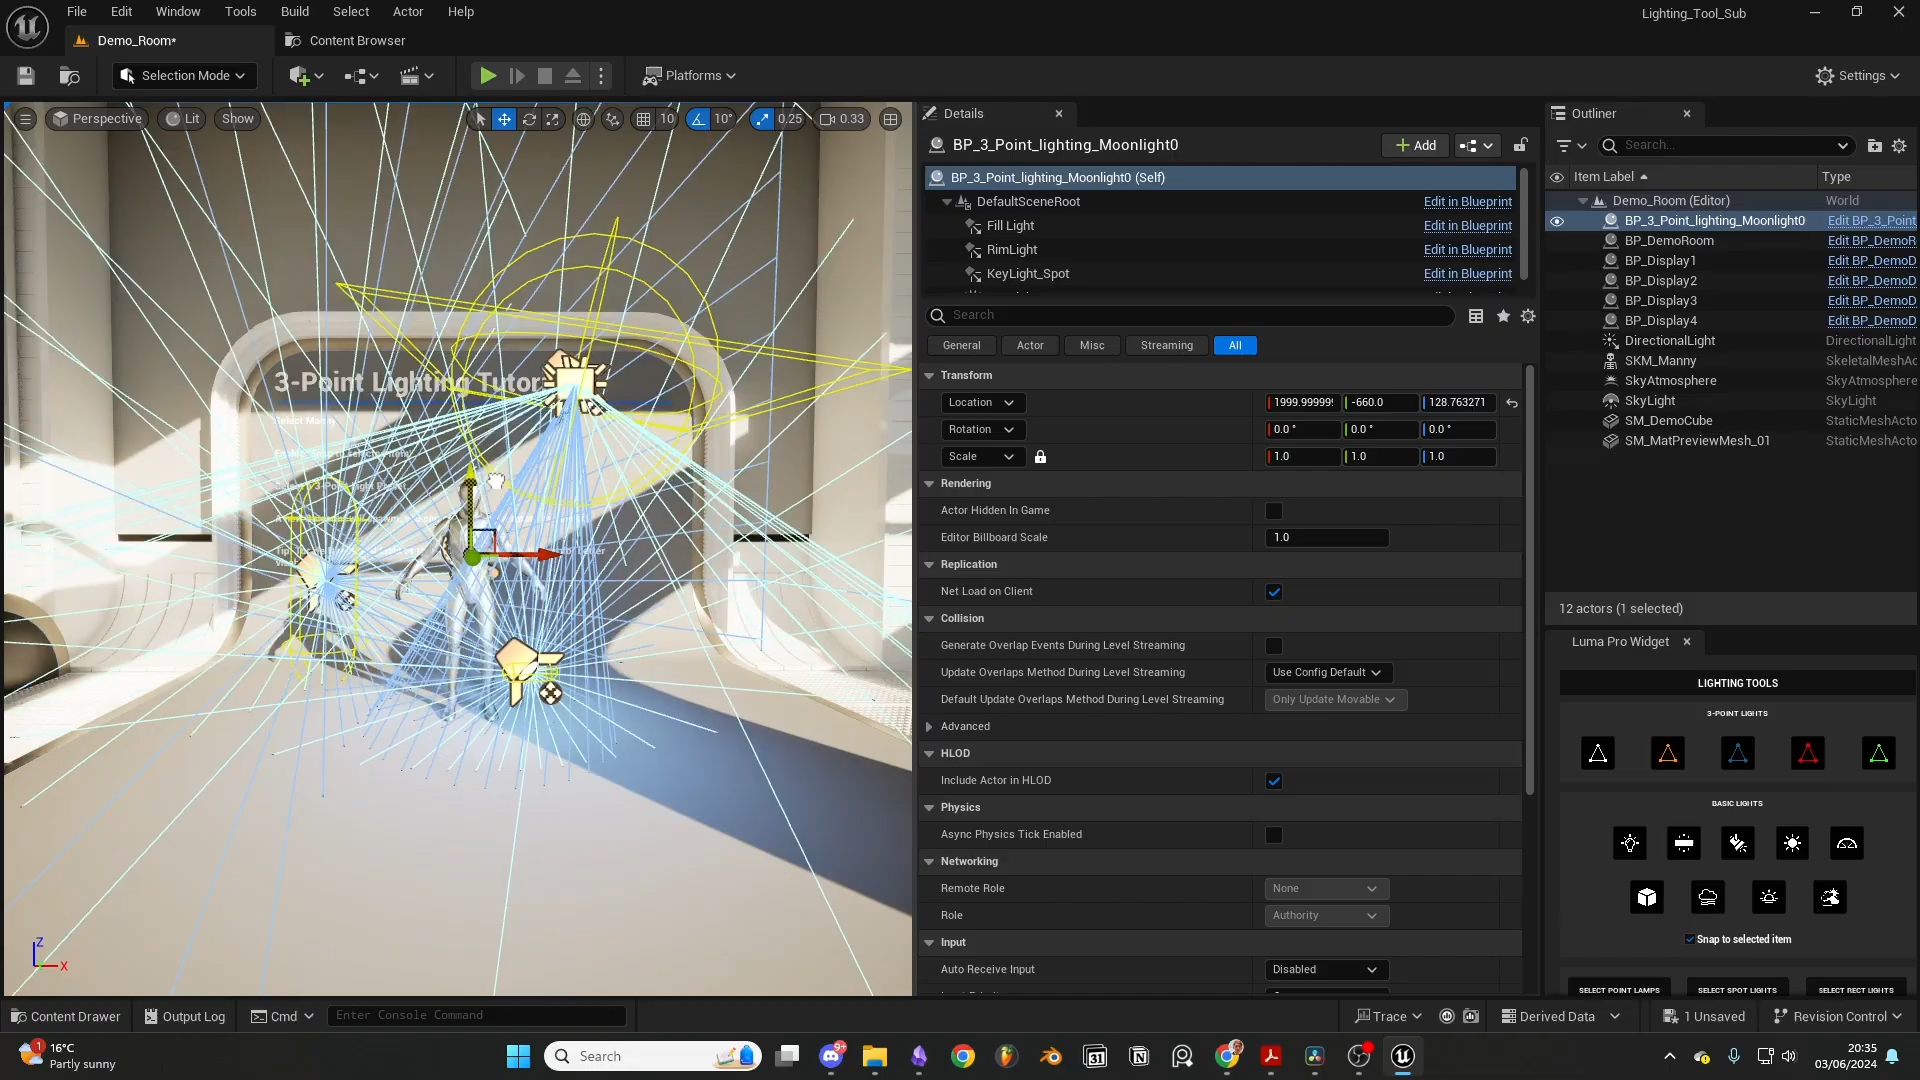 File Edit Window Tools Build Select Actor Help
Lighting_Tool_Sub
Demo_Room*
Content Browser
Selection Mode
Platforms
Settings
Perspective
Lit
Show
10
10°
0.25
0.33
3-Point Lighting Tutor
Select Manny
Details
BP_3_Point_lighting_Moonlight0
Add
BP_3_Point_lighting_Moonlight0 (Self)
DefaultSceneRoot
Edit in Blueprint
Fill Light
Edit in Blueprint
RimLight
Edit in Blueprint
KeyLight_Spot
Edit in Blueprint
Search
General
Actor
Misc
Streaming
All
Transform
Location
1999.99999
-660.0
128.763271
Rotation
0.0 °
0.0 °
0.0 °
Scale
1.0
1.0
1.0
Rendering
Actor Hidden In Game
Editor Billboard Scale
1.0
Replication
Net Load on Client
Collision
Generate Overlap Events During Level Streaming
Update Overlaps Method During Level Streaming
Use Config Default
Default Update Overlaps Method During Level Streaming
Only Update Movable
Advanced
HLOD
Include Actor in HLOD
Physics
Async Physics Tick Enabled
Networking
Remote Role
None
Role
Authority
Input
Auto Receive Input
Disabled
Outliner
Search...
Item Label
Type
Demo_Room (Editor)
World
BP_3_Point_lighting_Moonlight0
Edit BP_3_Point
BP_DemoRoom
Edit BP_DemoR
BP_Display1
Edit BP_DemoD
BP_Display2
Edit BP_DemoD
BP_Display3
Edit BP_DemoD
BP_Display4
Edit BP_DemoD
DirectionalLight
DirectionalLight
SKM_Manny
SkeletalMeshAc
SkyAtmosphere
SkyAtmosphere
SkyLight
SkyLight
SM_DemoCube
StaticMeshActo
SM_MatPreviewMesh_01
StaticMeshActo
12 actors (1 selected)
Luma Pro Widget
LIGHTING TOOLS
3-POINT LIGHTS
BASIC LIGHTS
Snap to selected item
SELECT POINT LAMPS
SELECT SPOT LIGHTS
SELECT RECT LIGHTS
Z
X
Content Drawer
Output Log
Cmd
Enter Console Command
Trace
Derived Data
1 Unsaved
Revision Control
1
16°C
Partly sunny
Search
9+
31
20:35
03/06/2024